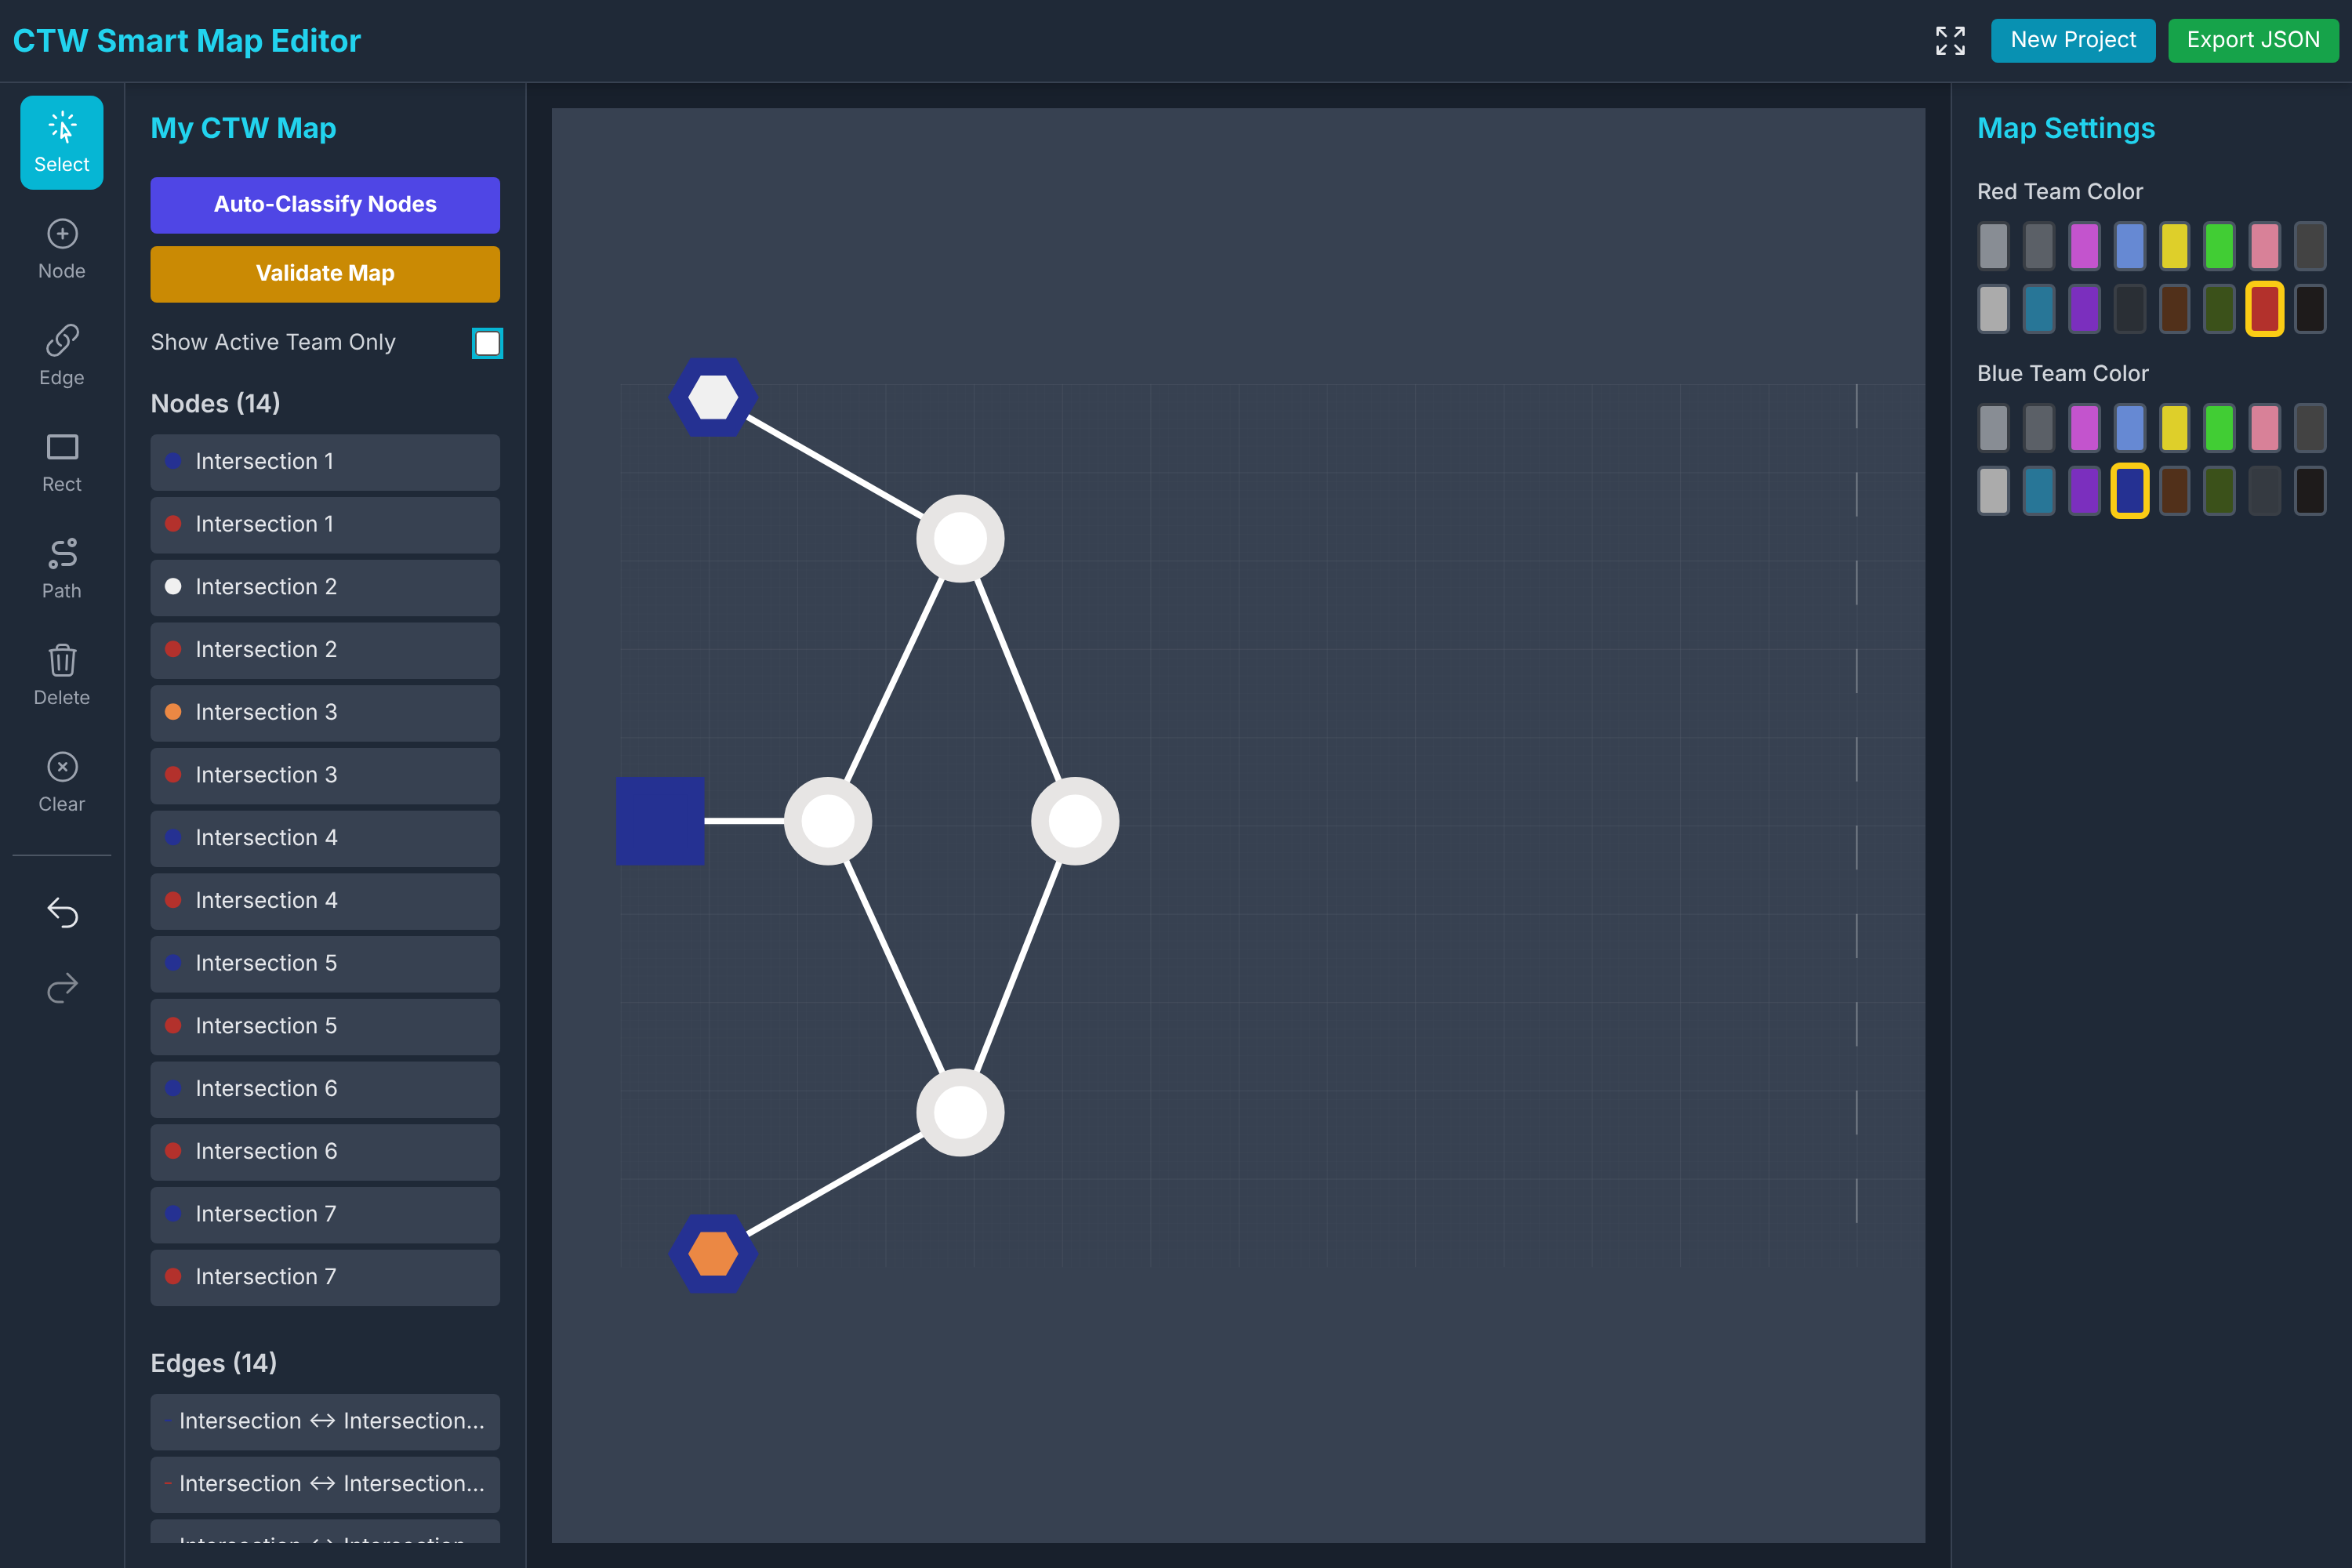 CTW Smart Map Editor
New Project
Export JSON
Select
Node
Edge
Rect
Path
Delete
Clear
My CTW Map
Auto-Classify Nodes
Validate Map
Show Active Team Only
Nodes (14)
Intersection 1
Intersection 1
Intersection 2
Intersection 2
Intersection 3
Intersection 3
Intersection 4
Intersection 4
Intersection 5
Intersection 5
Intersection 6
Intersection 6
Intersection 7
Intersection 7
Edges (14)
Intersection ↔ Intersection...
Intersection ↔ Intersection...
Intersection ↔ Intersection
Map Settings
Red Team Color
Blue Team Color